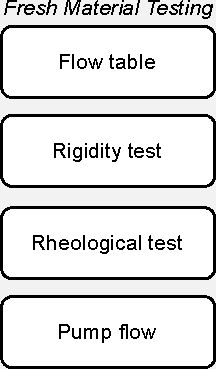 Fresh Material Testing
Flow table
Rigidity test
Rheological test
Pump flow